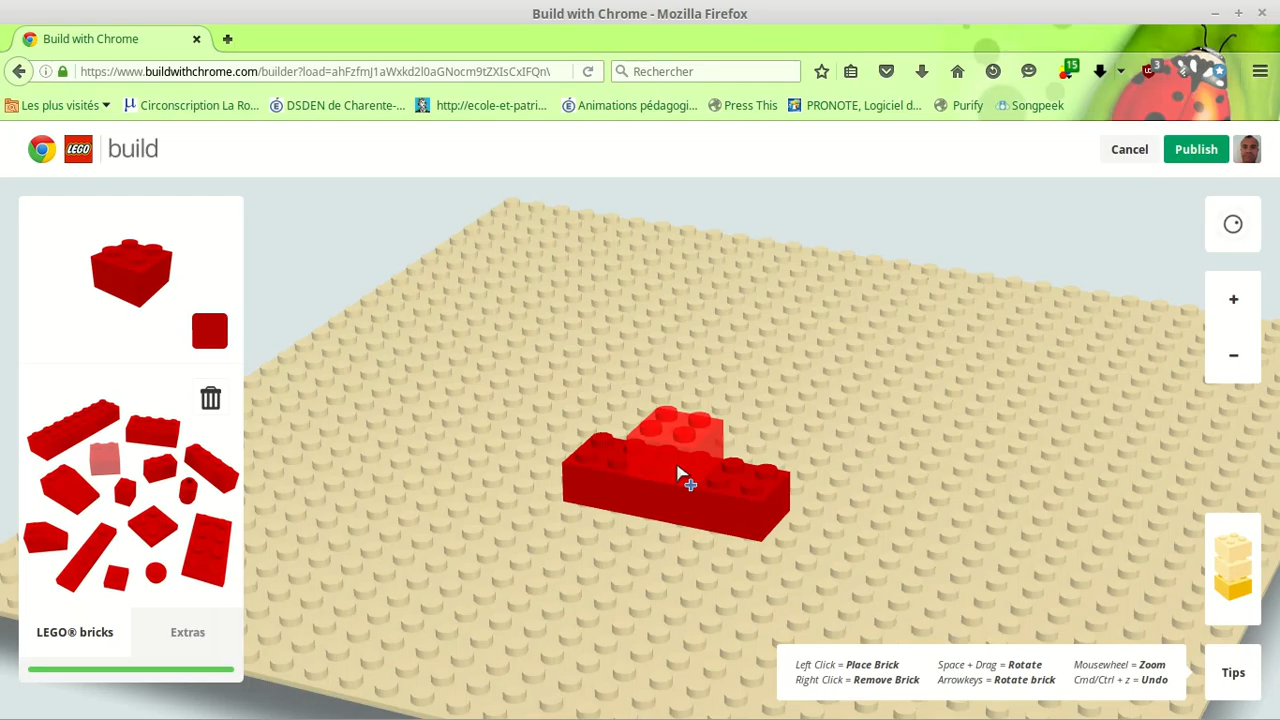 Build with Chrome - Mozilla Firefox
Build with Chrome
https://www.buildwithchrome.com/builder?load=ahFzfmJ1aWxkd2l0aGNocm9tZXIsCxIFQn\
Rechercher
15
3
Les plus visités
Circonscription La Ro...
DSDEN de Charente-...
http://ecole-et-patri...
Animations pédagogi...
Press This
PRONOTE, Logiciel d...
Purify
Songpeek
LEGO
build
Cancel
Publish
LEGO® bricks
Extras
Left Click = Place Brick
Space + Drag = Rotate
Mousewheel = Zoom
Right Click = Remove Brick
Arrowkeys = Rotate brick
Cmd/Ctrl + z = Undo
Tips